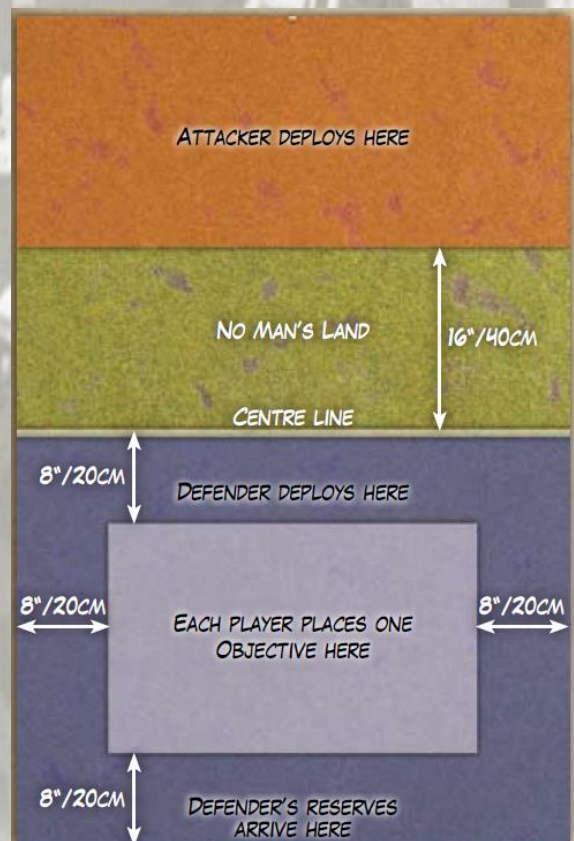 ATTACKER DEPLOYS HERE
NO MAN'S LAND
16"/40CM
CENTRE LINE
8"/20CM
DEFENDER DEPLOYS HERE
8"/20CM
EACH PLAYER PLACES ONE
OBJECTIVE HERE
8"/20CM
8"/20CM
DEFENDER'S RESERVES
ARRIVE HERE